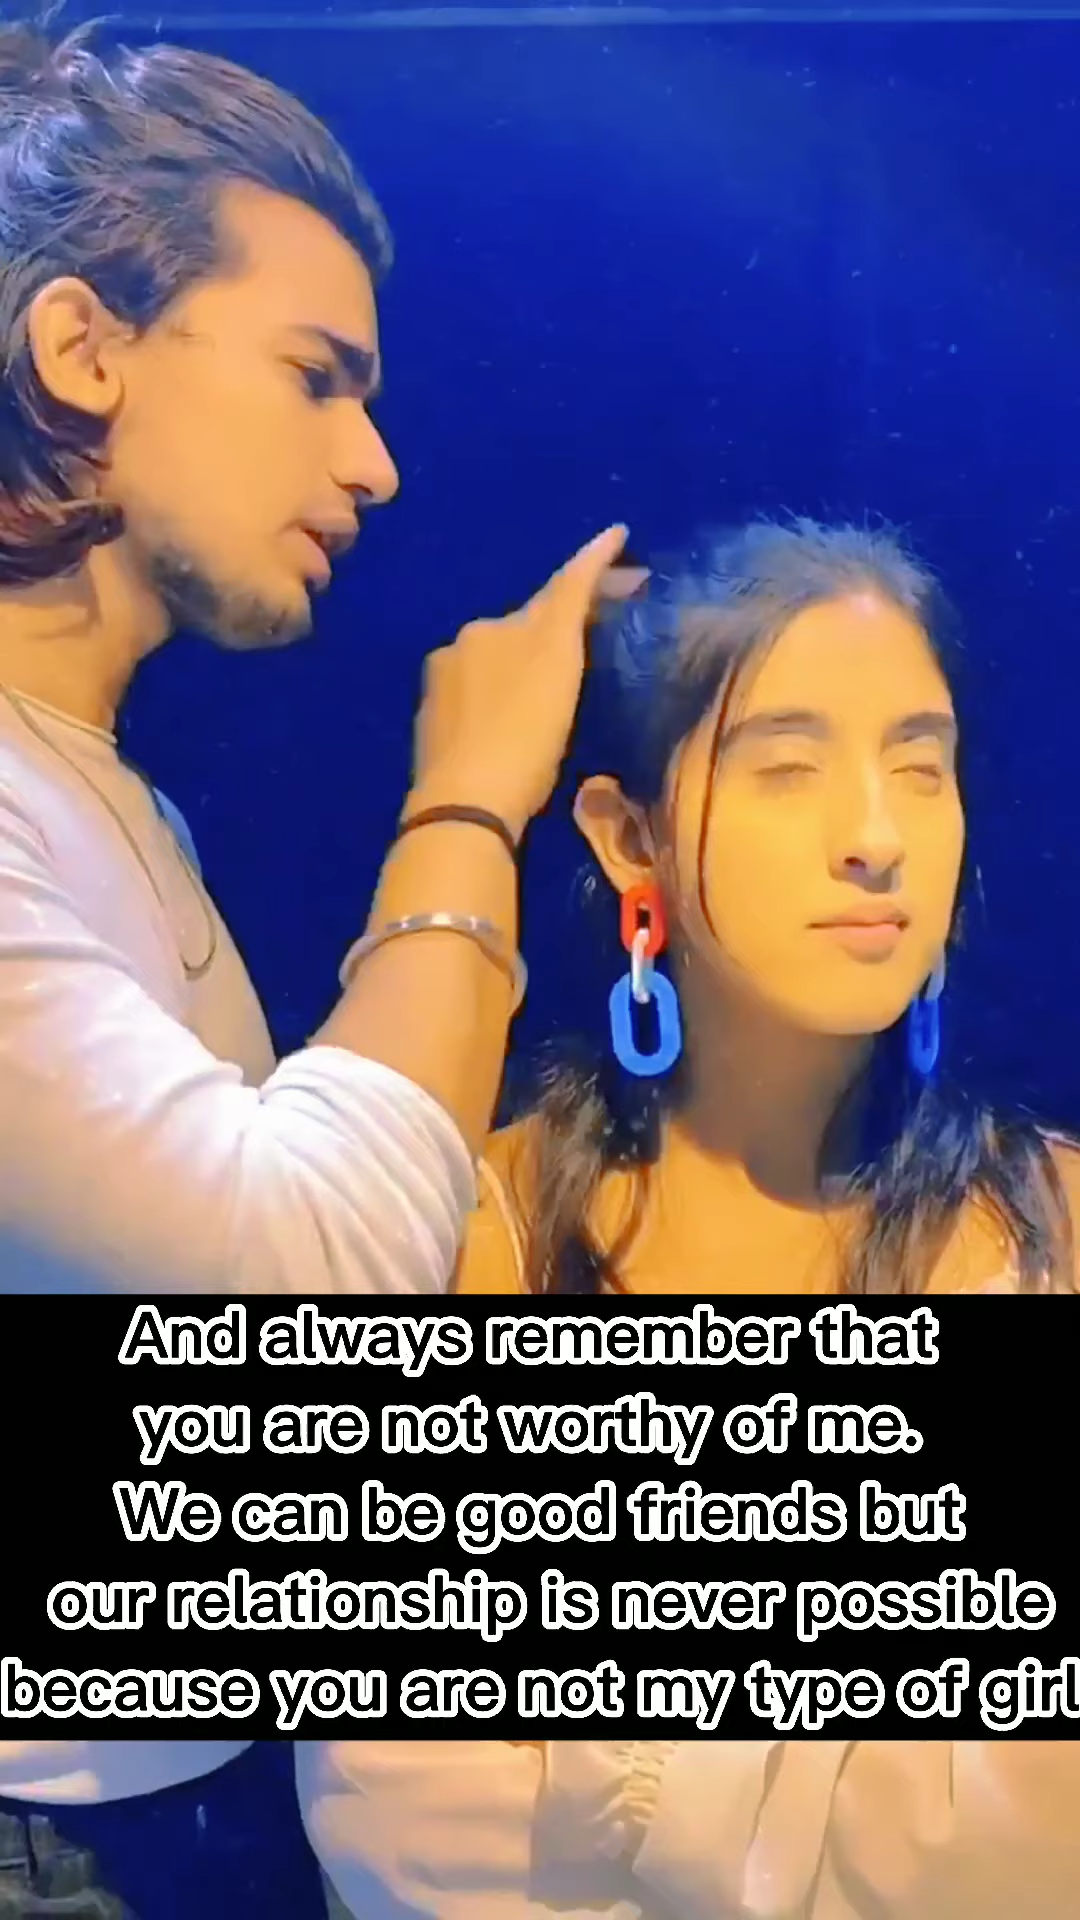 And always remember that
you are not worthy of me.
We can be good friends but
our relationship is never possible
because you are not my type of girl